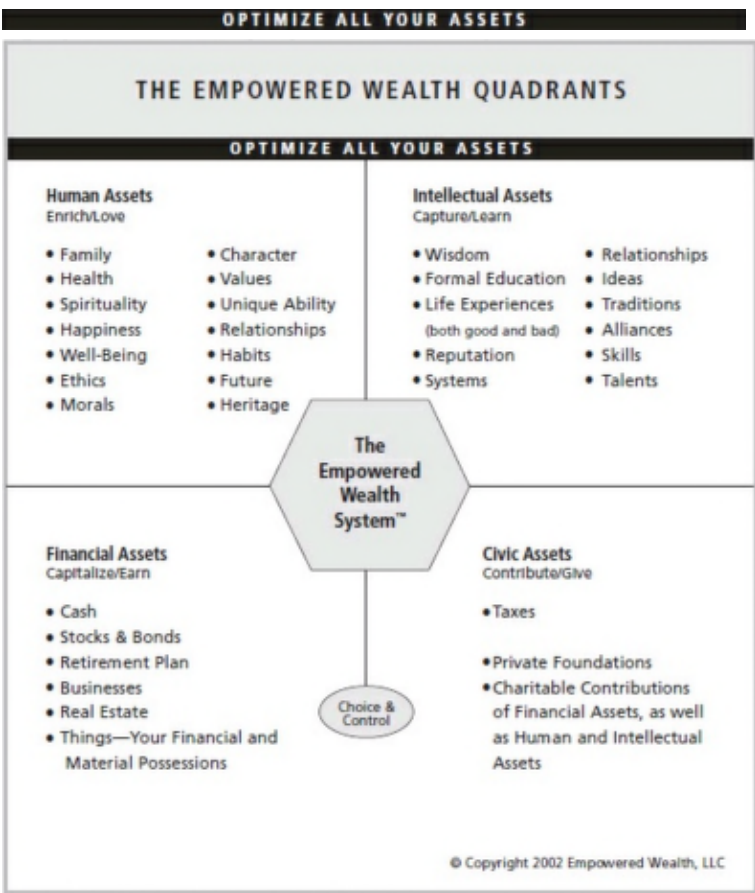 OPTIMIZE ALL YOUR ASSETS
THE EMPOWERED WEALTH QUADRANTS
OPTIMIZE ALL YOUR ASSETS
Human Assets
Enrich/Love
• Family
• Health
• Spirituality
• Happiness
• Well-Being
• Ethics
• Morals
• Character
• Values
• Unique Ability
• Relationships
• Habits
• Future
• Heritage
Intellectual Assets
Capture/Learn
• Wisdom
• Formal Education
• Life Experiences
(both good and bad)
• Reputation
• Systems
• Relationships
• Ideas
• Traditions
• Alliances
• Skills
• Talents
The
Empowered
Wealth
System™
Financial Assets
Capitalize/Earn
• Cash
• Stocks & Bonds
• Retirement Plan
• Businesses
• Real Estate
• Things—Your Financial and
Material Possessions
Choice &
Control
Civic Assets
Contribute/Give
• Taxes
• Private Foundations
• Charitable Contributions
of Financial Assets, as well
as Human and Intellectual
Assets
© Copyright 2002 Empowered Wealth, LLC